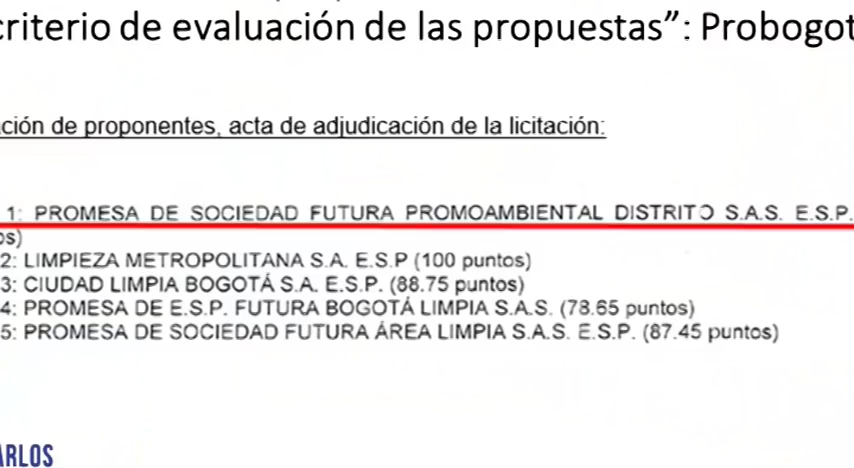 criterio de evaluación de las propuestas”: Probogot
ación de proponentes, acta de adjudicación de la licitación:
1: PROMESA DE SOCIEDAD FUTURA PROMOAMBIENTAL DISTRITO S.A.S. E.S.P.
os)
2: LIMPIEZA METROPOLITANA S.A. E.S.P (100 puntos)
3: CIUDAD LIMPIA BOGOTÁ S.A. E.S.P. (88.75 puntos)
4: PROMESA DE E.S.P. FUTURA BOGOTÁ LIMPIA S.A.S. (78.65 puntos)
5: PROMESA DE SOCIEDAD FUTURA ÁREA LIMPIA S.A.S. E.S.P. (87.45 puntos)
ARLOS